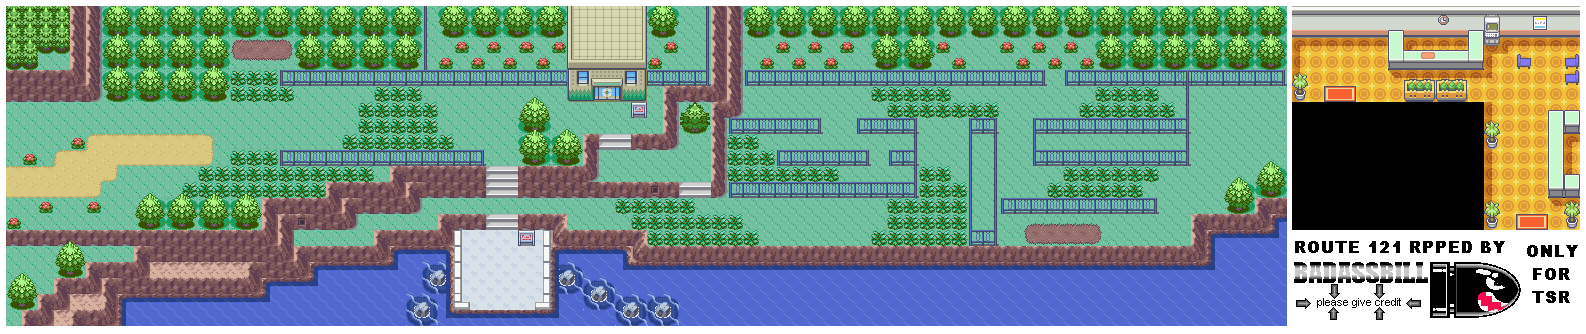 ROUTE 121 RPPED BY
BADASSBILL
please give credit
ONLY
FOR
TSR